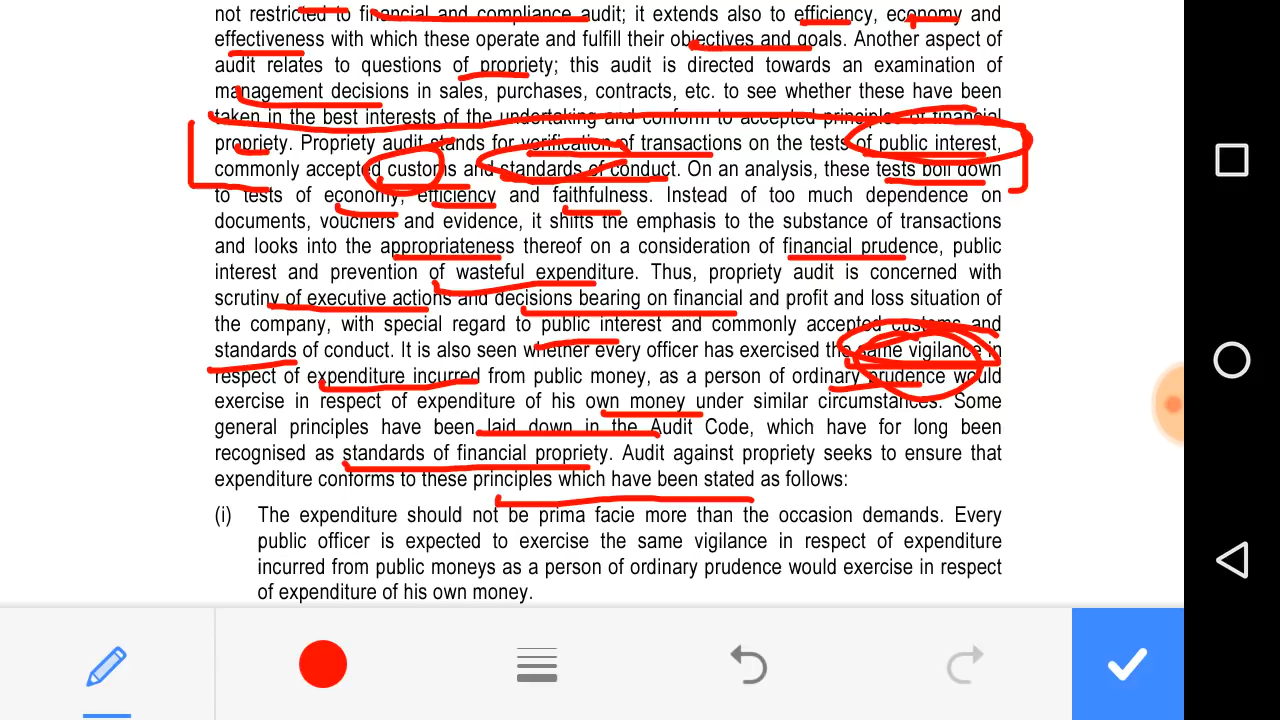 not restricted to financial and compliance audit; it extends also to efficiency, economy and
effectiveness with which these operate and fulfill their objectives and goals. Another aspect of
audit relates to questions of propriety; this audit is directed towards an examination of
management decisions in sales, purchases, contracts, etc. to see whether these have been
taken in the best interests of the undertaking and conform to accepted principles of financial
propriety. Propriety audit stands for verification of transactions on the tests of public interest,
commonly accepted customs and standards of conduct. On an analysis, these tests boil down
to tests of economy, efficiency and faithfulness. Instead of too much dependence on
documents, vouchers and evidence, it shifts the emphasis to the substance of transactions
and looks into the appropriateness thereof on a consideration of financial prudence, public
interest and prevention of wasteful expenditure. Thus, propriety audit is concerned with
scrutiny of executive actions and decisions bearing on financial and profit and loss situation of
the company, with special regard to public interest and commonly accepted customs and
standards of conduct. It is also seen whether every officer has exercised the same vigilance in
respect of expenditure incurred from public money, as a person of ordinary prudence would
exercise in respect of expenditure of his own money under similar circumstances. Some
general principles have been laid down in the Audit Code, which have for long been
recognised as standards of financial propriety. Audit against propriety seeks to ensure that
expenditure conforms to these principles which have been stated as follows:
(i) The expenditure should not be prima facie more than the occasion demands. Every
public officer is expected to exercise the same vigilance in respect of expenditure
incurred from public moneys as a person of ordinary prudence would exercise in respect
of expenditure of his own money.